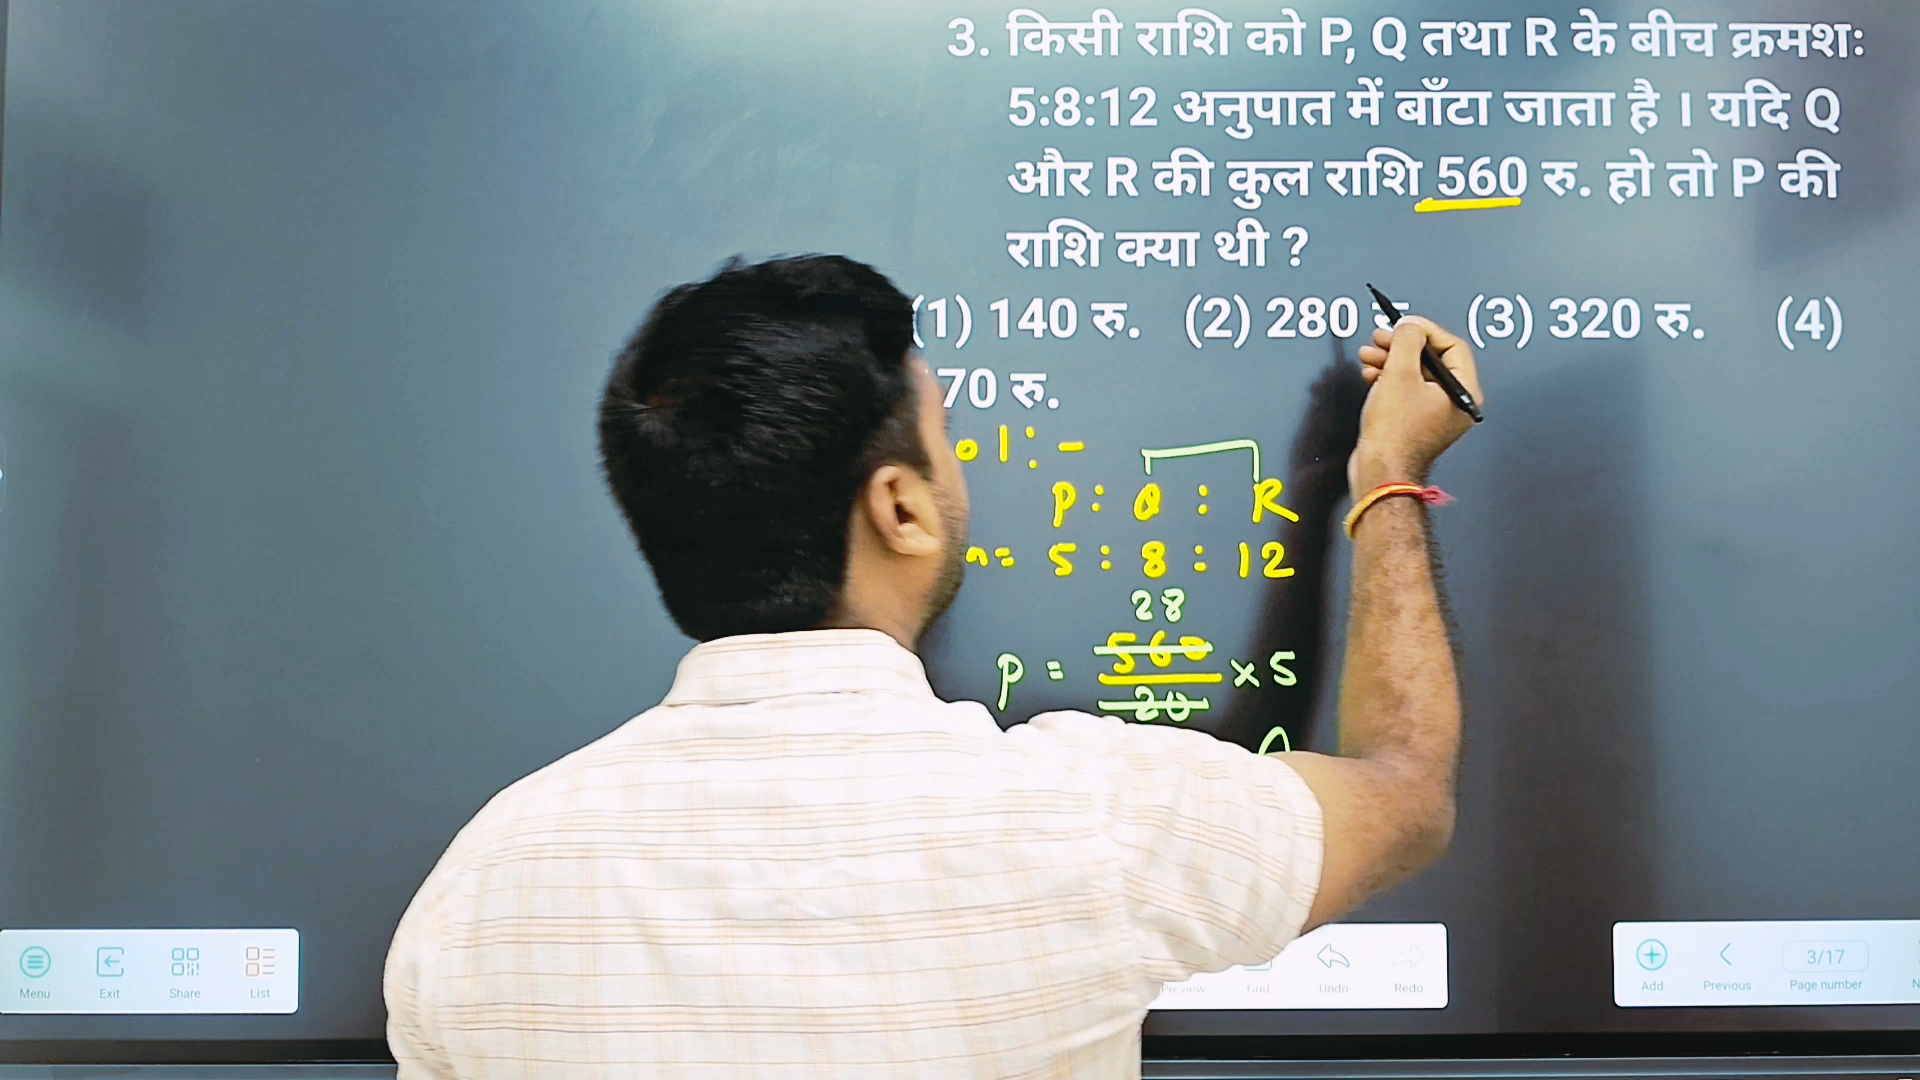 3. किसी राशि को P, Q तथा R के बीच क्रमशः
5:8:12 अनुपात में बाँटा जाता है । यदि Q
और R की कुल राशि 560 रु. हो तो P की
राशि क्या थी ?
(1) 140 रु. (2) 280 (3) 320 रु. (4)
70 रु.
ol:-
P : Q : R
n= 5 : 8 : 12
28
P = 560/20 × 5
Menu Exit Share List
Preview Grid Undo Redo
Add Previous 3/17 Page number